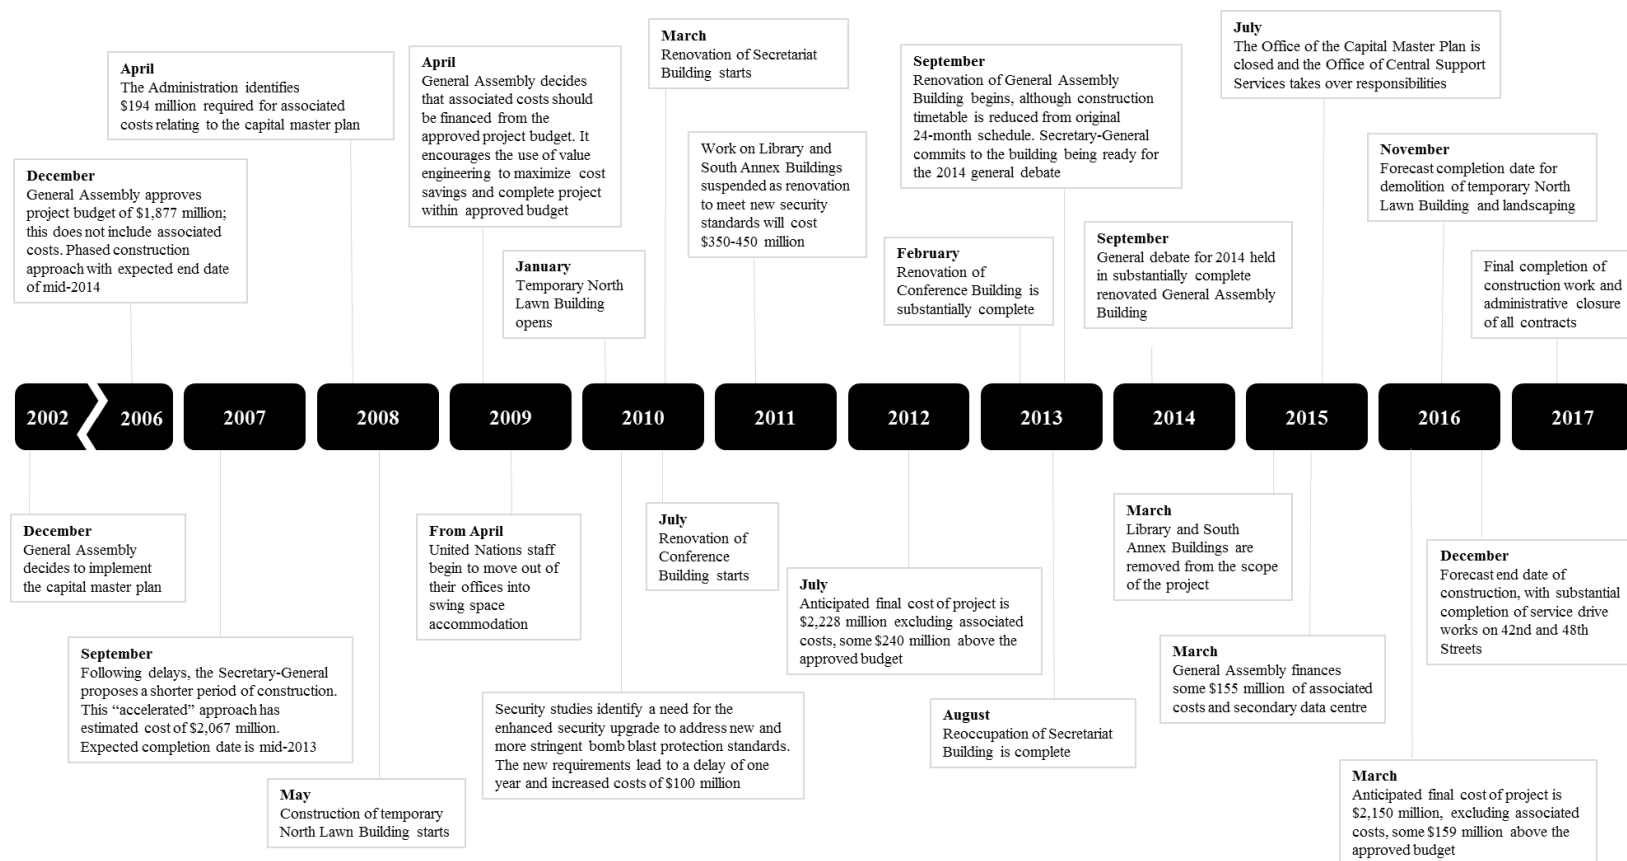 December
General Assembly approves
project budget of $1,877 million;
this does not include associated
costs. Phased construction
approach with expected end date
of mid-2014
April
The Administration identifies
$194 million required for associated
costs relating to the capital master plan
April
General Assembly decides
that associated costs should
be financed from the
approved project budget. It
encourages the use of value
engineering to maximize cost
savings and complete project
within approved budget
January
Temporary North
Lawn Building
opens
March
Renovation of Secretariat
Building starts
Work on Library and
South Annex Buildings
suspended as renovation
to meet new security
standards will cost
$350-450 million
February
Renovation of
Conference Building is
substantially complete
September
Renovation of General Assembly
Building begins, although construction
timetable is reduced from original
24-month schedule. Secretary-General
commits to the building being ready for
the 2014 general debate
September
General debate for 2014 held
in substantially complete
renovated General Assembly
Building
July
The Office of the Capital Master Plan is
closed and the Office of Central Support
Services takes over responsibilities
November
Forecast completion date for
demolition of temporary North
Lawn Building and landscaping
Final completion of
construction work and
administrative closure
of all contracts
2002 2006 2007 2008 2009 2010 2011 2012 2013 2014 2015 2016 2017
December
General Assembly
decides to implement
the capital master plan
September
Following delays, the Secretary-General
proposes a shorter period of construction.
This “accelerated” approach has
estimated cost of $2,067 million.
Expected completion date is mid-2013
May
Construction of temporary
North Lawn Building starts
From April
United Nations staff
begin to move out of
their offices into
swing space
accommodation
Security studies identify a need for the
enhanced security upgrade to address new and
more stringent bomb blast protection standards.
The new requirements lead to a delay of one
year and increased costs of $100 million
July
Renovation of
Conference
Building starts
July
Anticipated final cost of project is
$2,228 million excluding associated
costs, some $240 million above the
approved budget
August
Reoccupation of Secretariat
Building is complete
March
Library and South
Annex Buildings are
removed from the scope
of the project
March
General Assembly finances
some $155 million of associated
costs and secondary data centre
March
Anticipated final cost of project is
$2,150 million, excluding associated
costs, some $159 million above the
approved budget
December
Forecast end date of
construction, with substantial
completion of service drive
works on 42nd and 48th
Streets